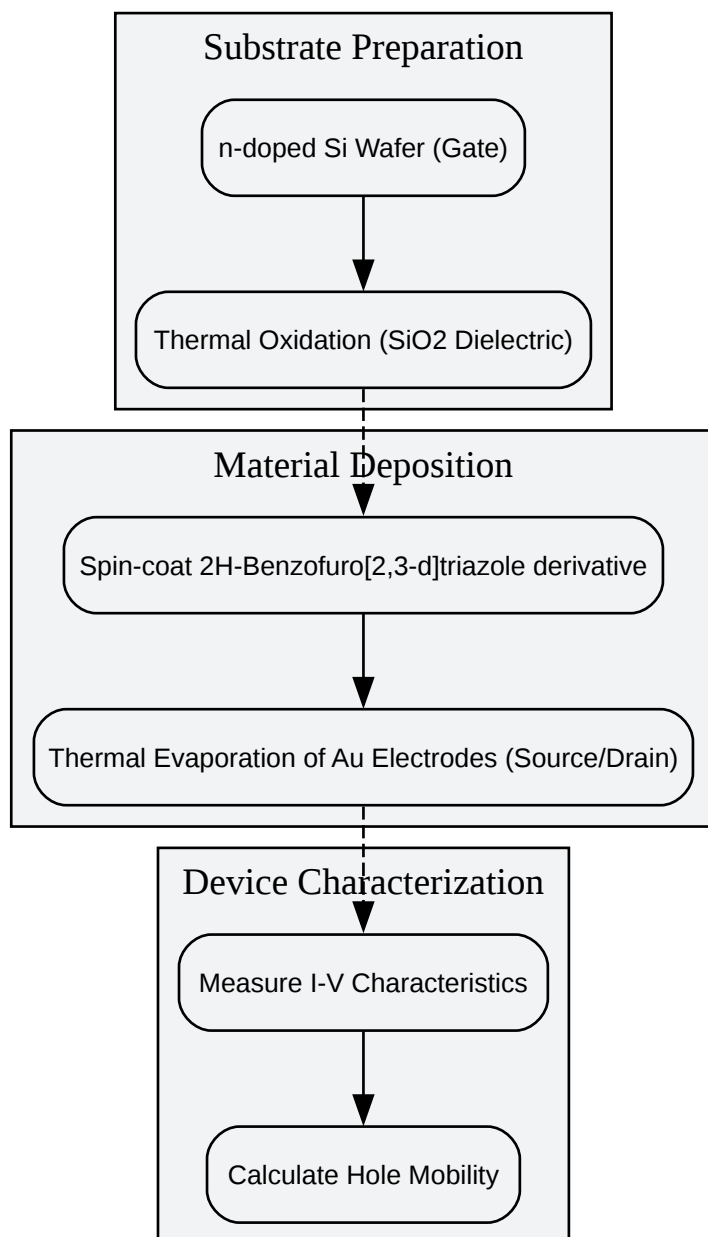 Substrate Preparation
n-doped Si Wafer (Gate)
Thermal Oxidation (SiO2 Dielectric)
Material Deposition
Spin-coat 2H-Benzofuro[2,3-d]triazole derivative
Thermal Evaporation of Au Electrodes (Source/Drain)
Device Characterization
Measure I-V Characteristics
Calculate Hole Mobility